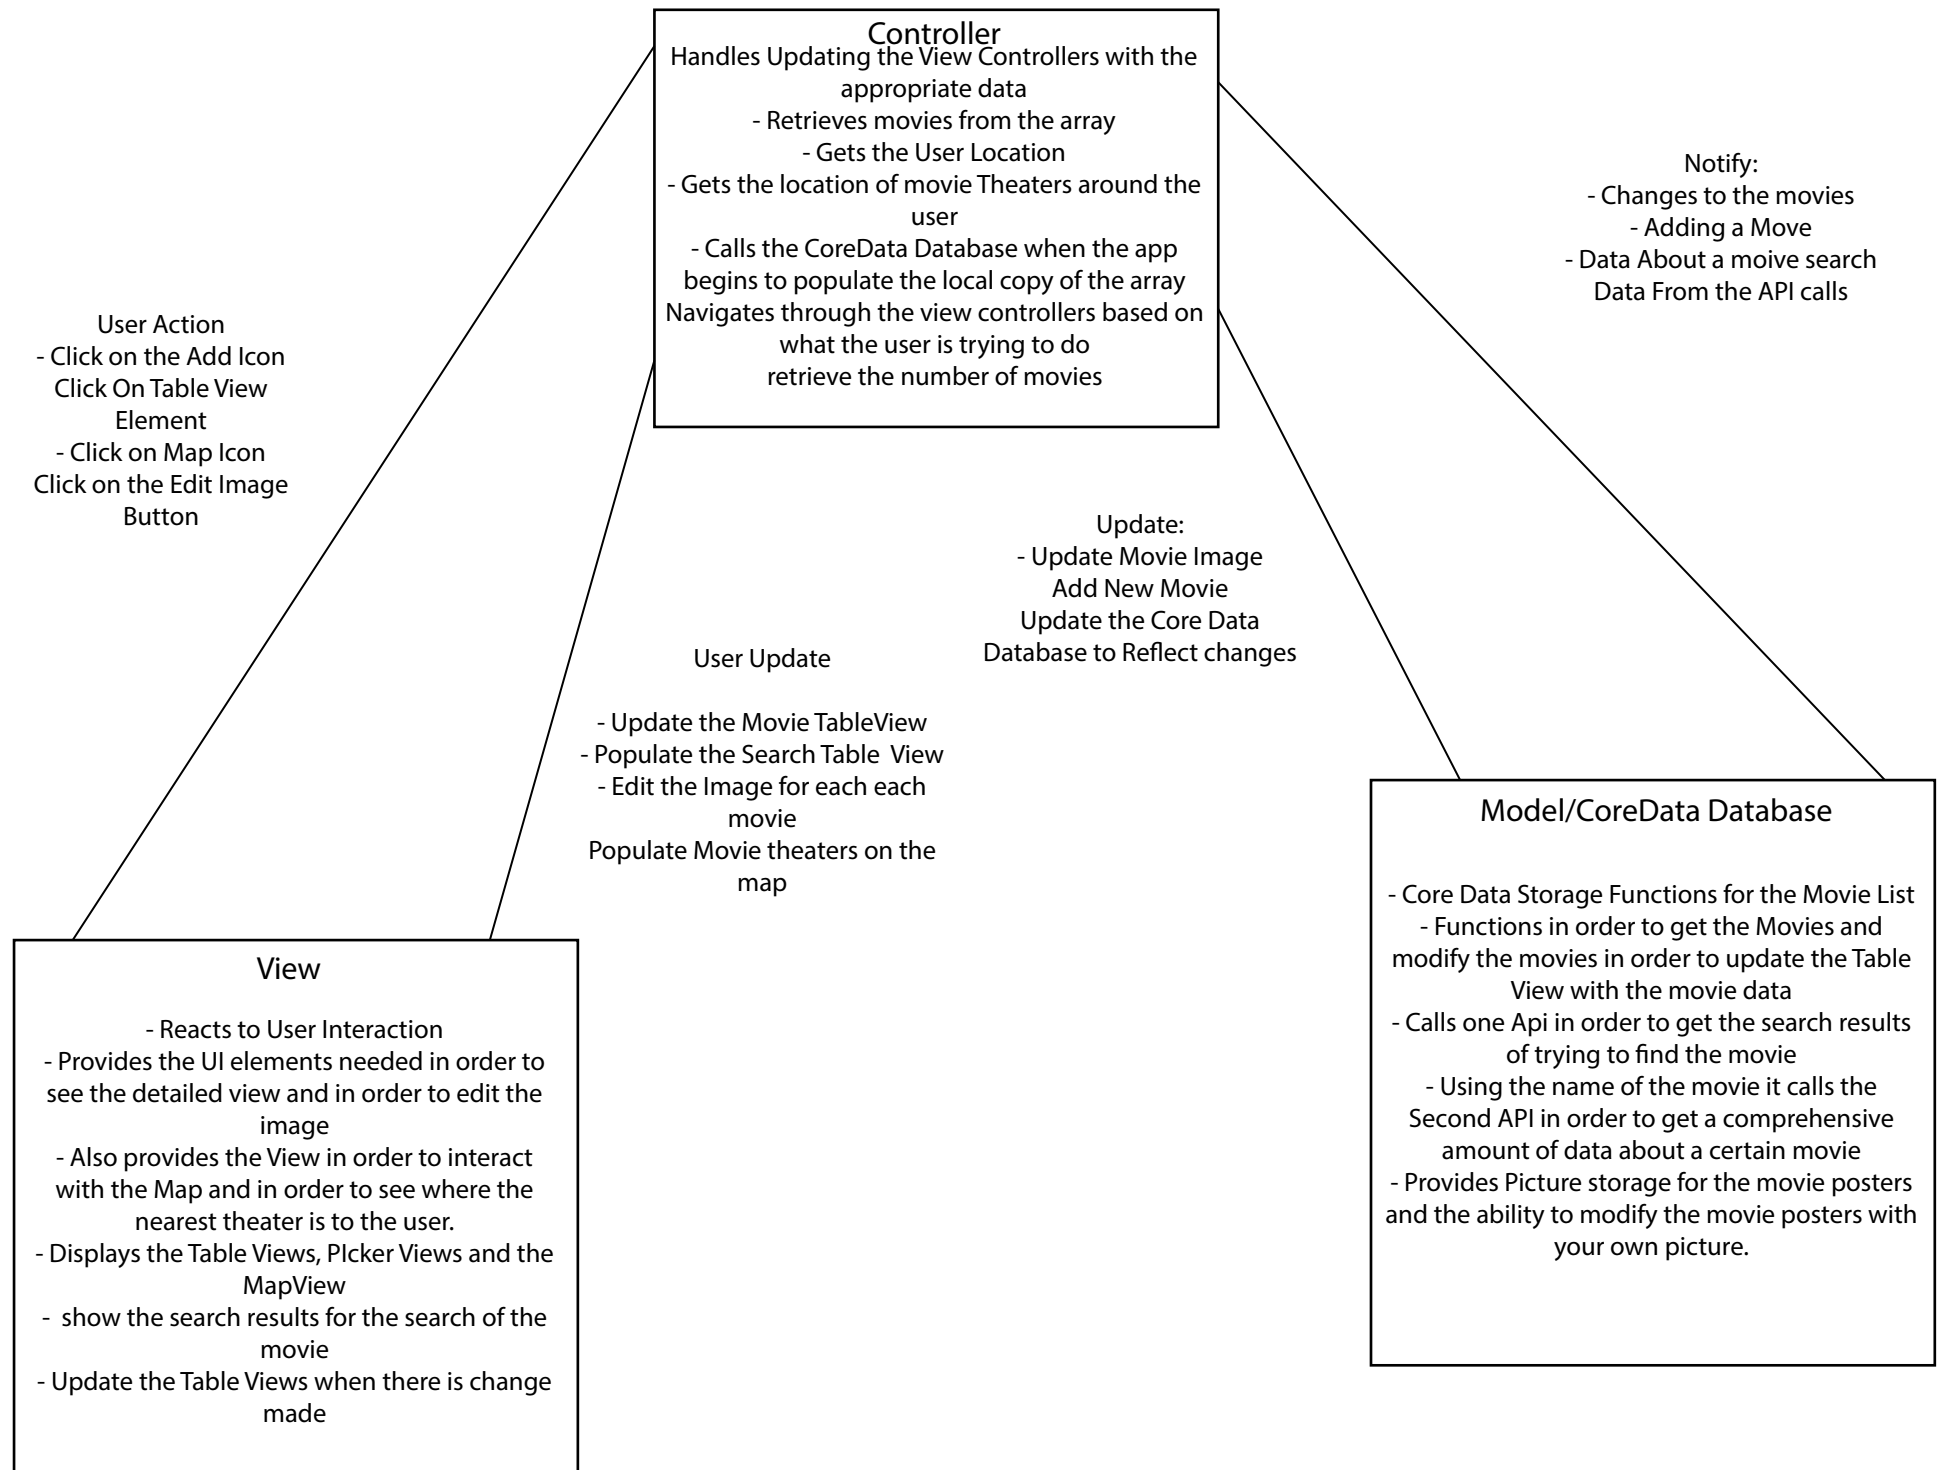 Controller
Handles Updating the View Controllers with the
appropriate data
- Retrieves movies from the array
- Gets the User Location
- Gets the location of movie Theaters around the
user
- Calls the CoreData Database when the app
begins to populate the local copy of the array
Navigates through the view controllers based on
what the user is trying to do
retrieve the number of movies
Notify:
- Changes to the movies
- Adding a Move
- Data About a moive search
Data From the API calls
User Action
- Click on the Add Icon
Click On Table View
Element
- Click on Map Icon
Click on the Edit Image
Button
Update:
- Update Movie Image
Add New Movie
Update the Core Data
Database to Reflect changes
User Update
- Update the Movie TableView
- Populate the Search Table  View
- Edit the Image for each each
movie
Populate Movie theaters on the
map
Model/CoreData Database
- Core Data Storage Functions for the Movie List
- Functions in order to get the Movies and
modify the movies in order to update the Table
View with the movie data
- Calls one Api in order to get the search results
of trying to find the movie
- Using the name of the movie it calls the
Second API in order to get a comprehensive
amount of data about a certain movie
- Provides Picture storage for the movie posters
and the ability to modify the movie posters with
your own picture.
View
- Reacts to User Interaction
- Provides the UI elements needed in order to
see the detailed view and in order to edit the
image
- Also provides the View in order to interact
with the Map and in order to see where the
nearest theater is to the user.
- Displays the Table Views, PIcker Views and the
MapView
-  show the search results for the search of the
movie
- Update the Table Views when there is change
made